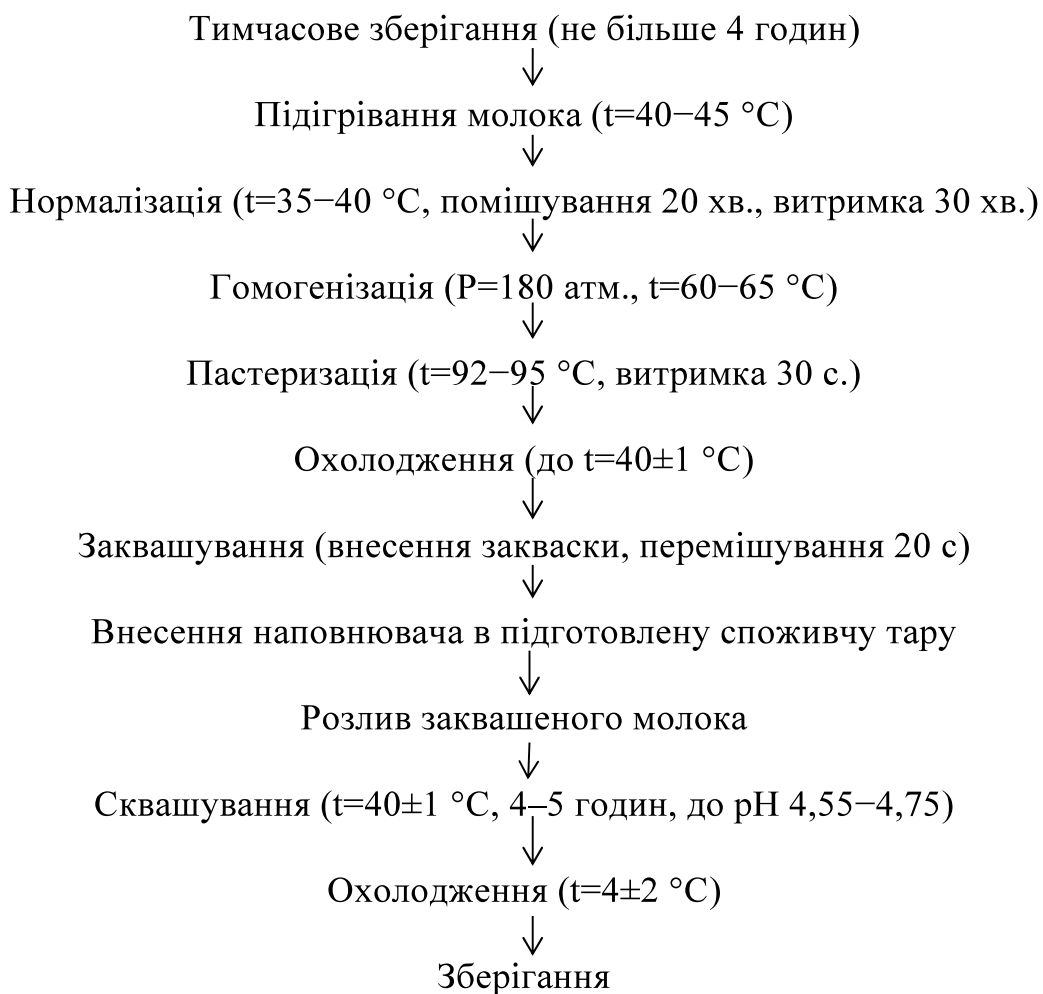 Тимчасове зберігання (не більше 4 годин)
Підігрівання молока (t=40−45 °C)
Нормалізація (t=35−40 °C, помішування 20 хв., витримка 30 хв.)
Гомогенізація (P=180 атм., t=60−65 °C)
Пастеризація (t=92−95 °C, витримка 30 с.)
Охолодження (до t=40±1 °C)
Заквашування (внесення закваски, перемішування 20 с)
Внесення наповнювача в підготовлену споживчу тару
Розлив заквашеного молока
Сквашування (t=40±1 °C, 4–5 годин, до pH 4,55−4,75)
Охолодження (t=4±2 °C)
Зберігання